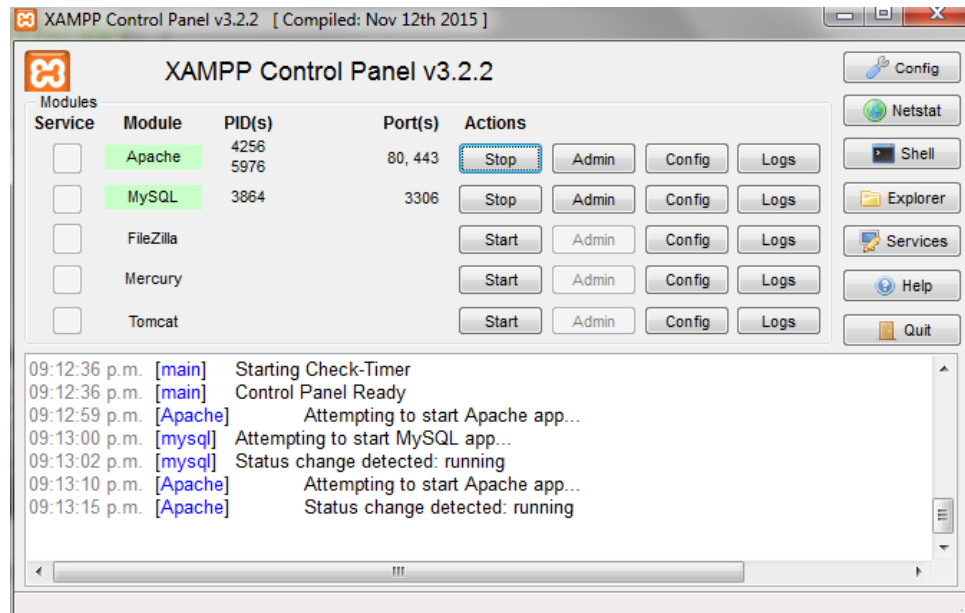 XAMPP Control Panel v3.2.2 [ Compiled: Nov 12th 2015 ]
XAMPP Control Panel v3.2.2
Config
Modules
Netstat
Service Module PID(s) Port(s) Actions
Apache 4256 5976 80, 443 Stop Admin Config Logs
Shell
MySQL 3864 3306 Stop Admin Config Logs
Explorer
FileZilla Start Admin Config Logs
Services
Mercury Start Admin Config Logs
Help
Tomcat Start Admin Config Logs
Quit
09:12:36 p.m. [main] Starting Check-Timer
09:12:36 p.m. [main] Control Panel Ready
09:12:59 p.m. [Apache] Attempting to start Apache app...
09:13:00 p.m. [mysql] Attempting to start MySQL app...
09:13:02 p.m. [mysql] Status change detected: running
09:13:10 p.m. [Apache] Attempting to start Apache app...
09:13:15 p.m. [Apache] Status change detected: running